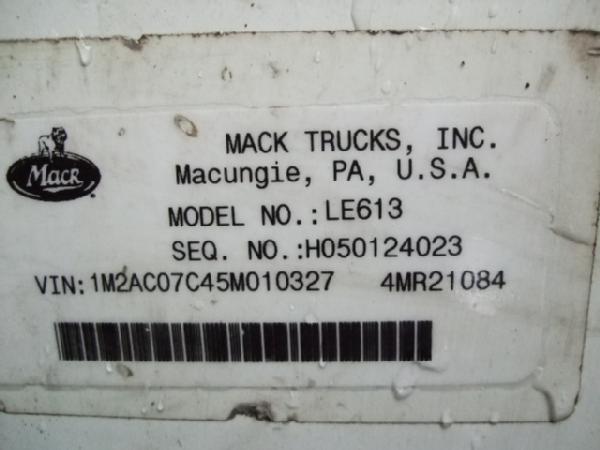 MACK TRUCKS, INC.
Mack
Macungie, PA, U.S.A.
MODEL NO.:LE613
SEQ. NO.:H050124023
VIN:1M2AC07C45M010327 4MR21084